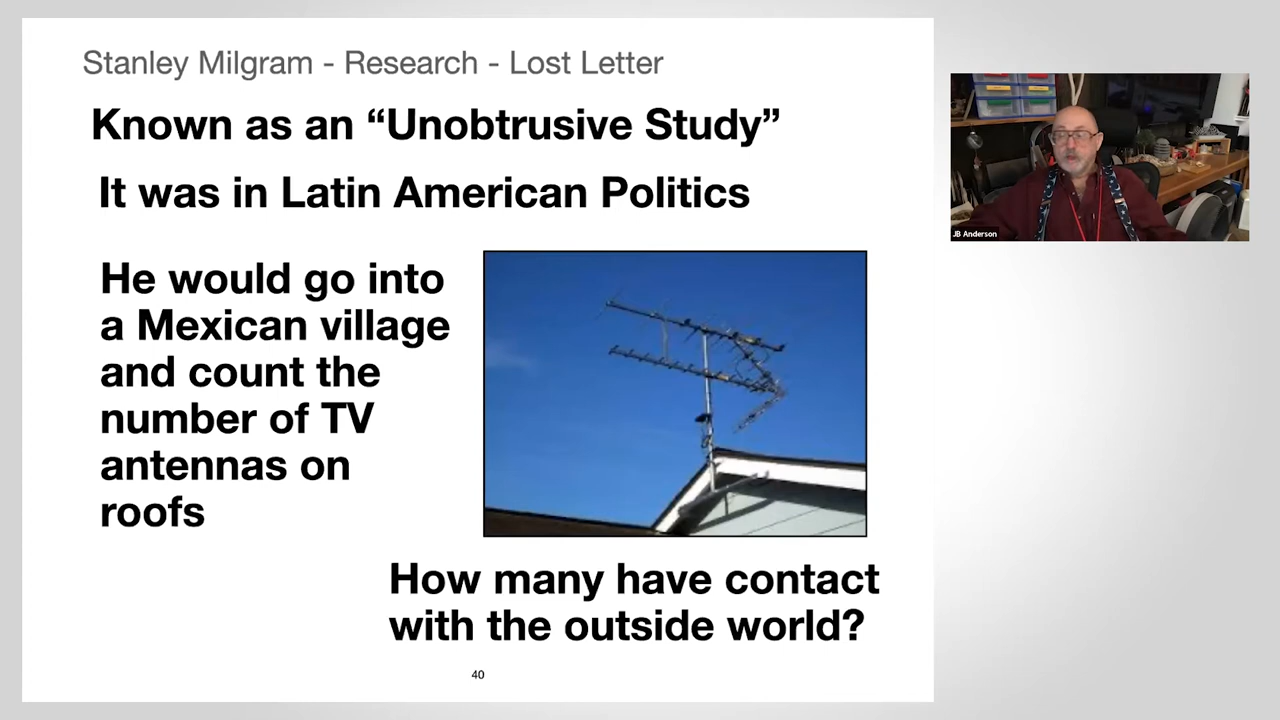 Stanley Milgram - Research - Lost Letter
Known as an “Unobtrusive Study”
It was in Latin American Politics
He would go into
a Mexican village
and count the
number of TV
antennas on
roofs
How many have contact
with the outside world?
40
JB Anderson